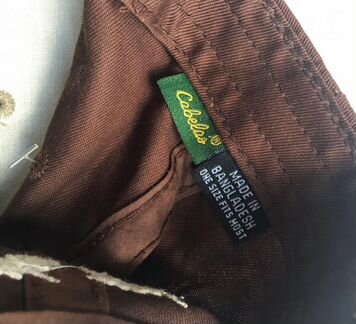 Cabela's®
MADE IN
BANGLADESH
ONE SIZE FITS MOST